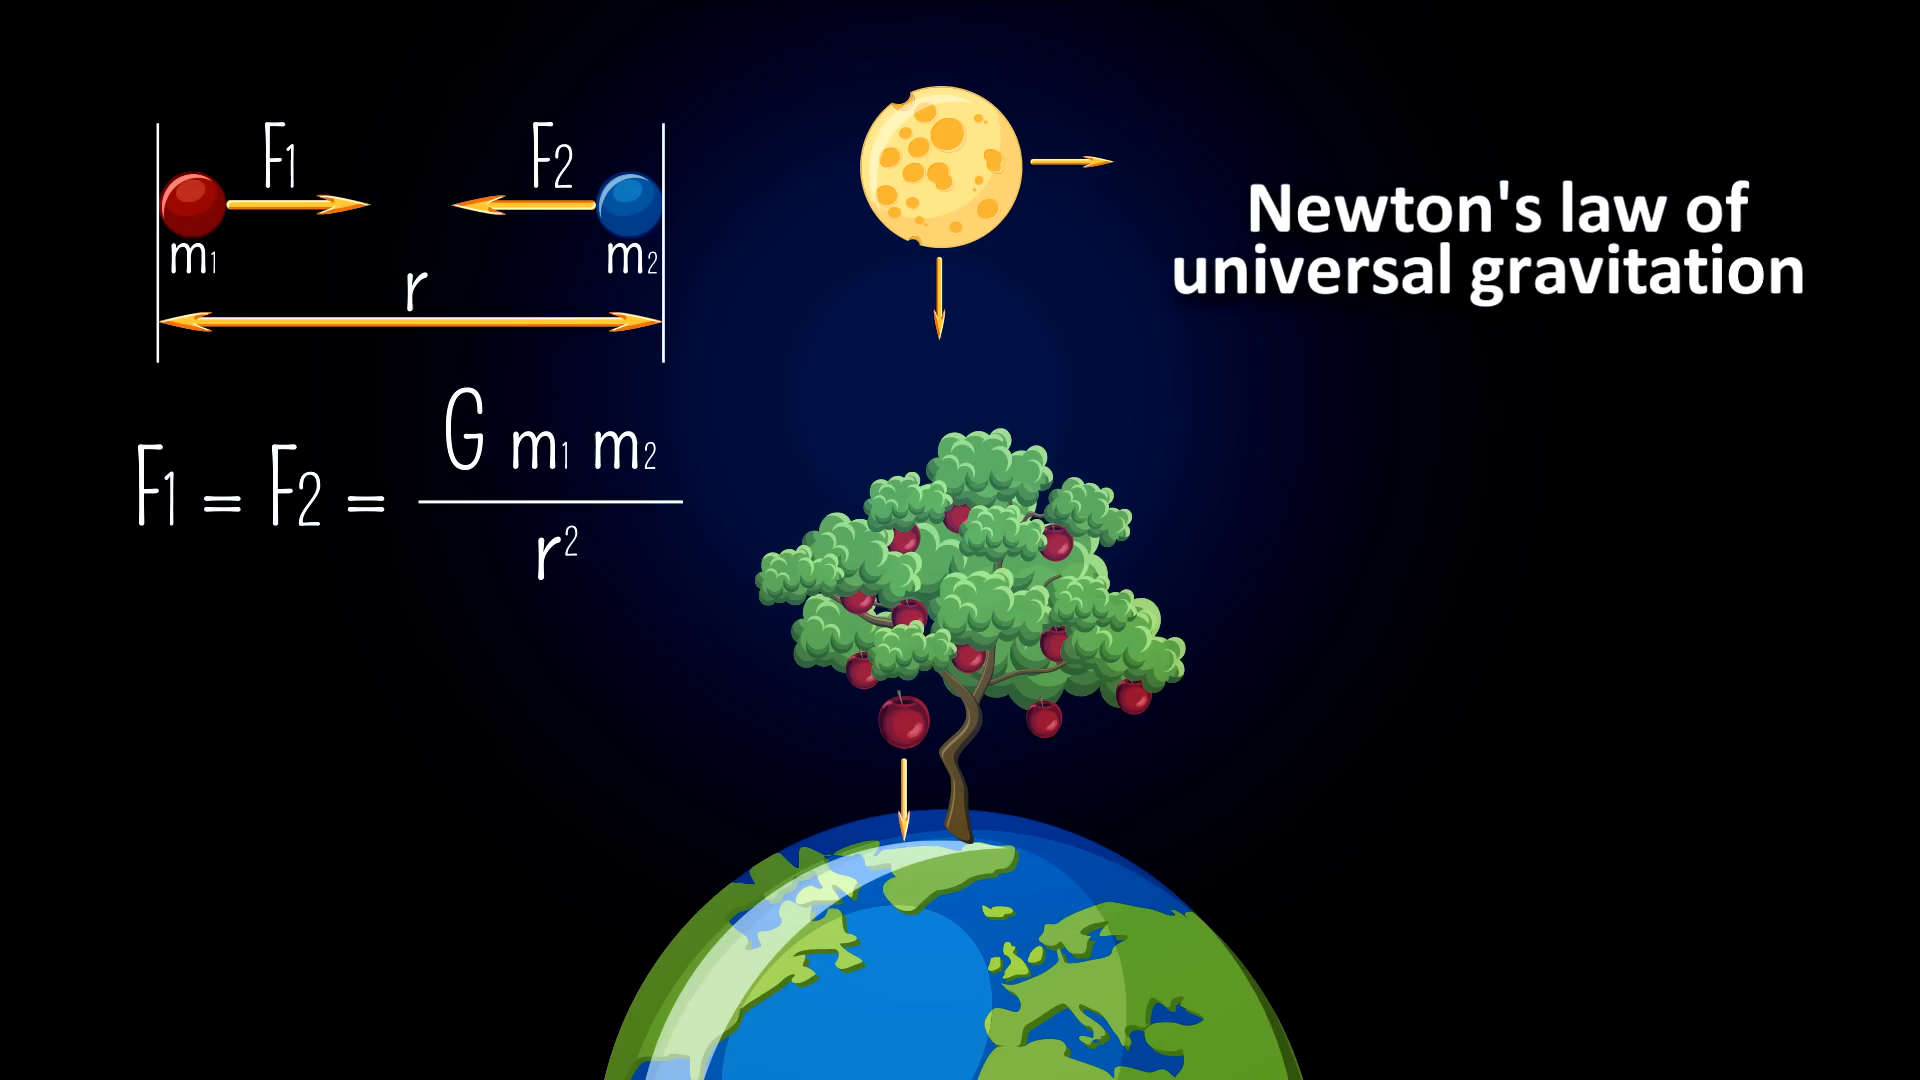 F1 F2
m1 m2
r
F1 = F2 = G m1 m2
r2
Newton's law of
universal gravitation